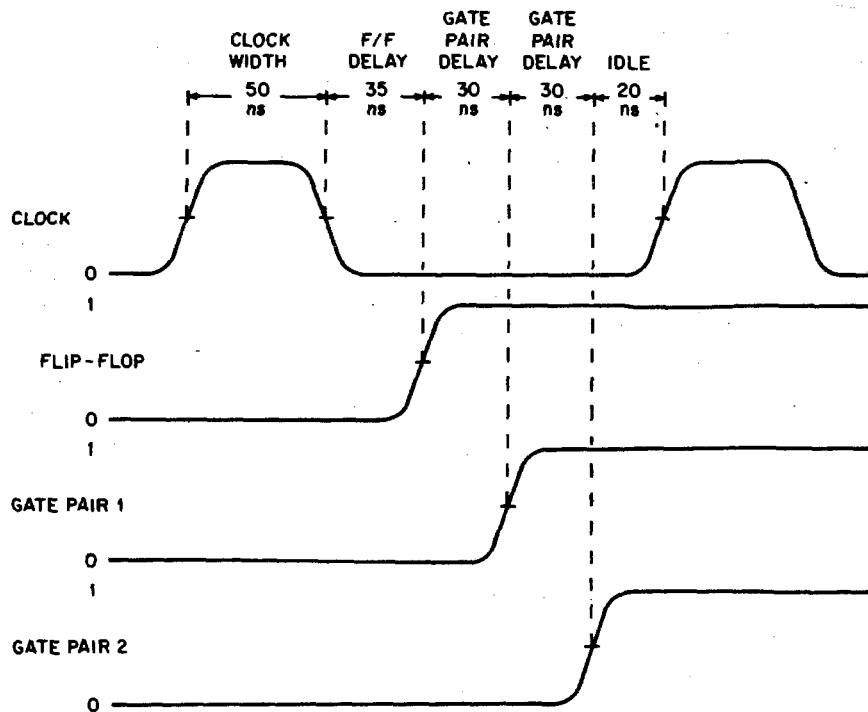 CLOCK WIDTH
F/F DELAY
GATE PAIR DELAY
GATE PAIR DELAY
IDLE
50 ns
35 ns
30 ns
30 ns
20 ns
CLOCK
0
1
FLIP-FLOP
0
1
GATE PAIR 1
0
1
GATE PAIR 2
0